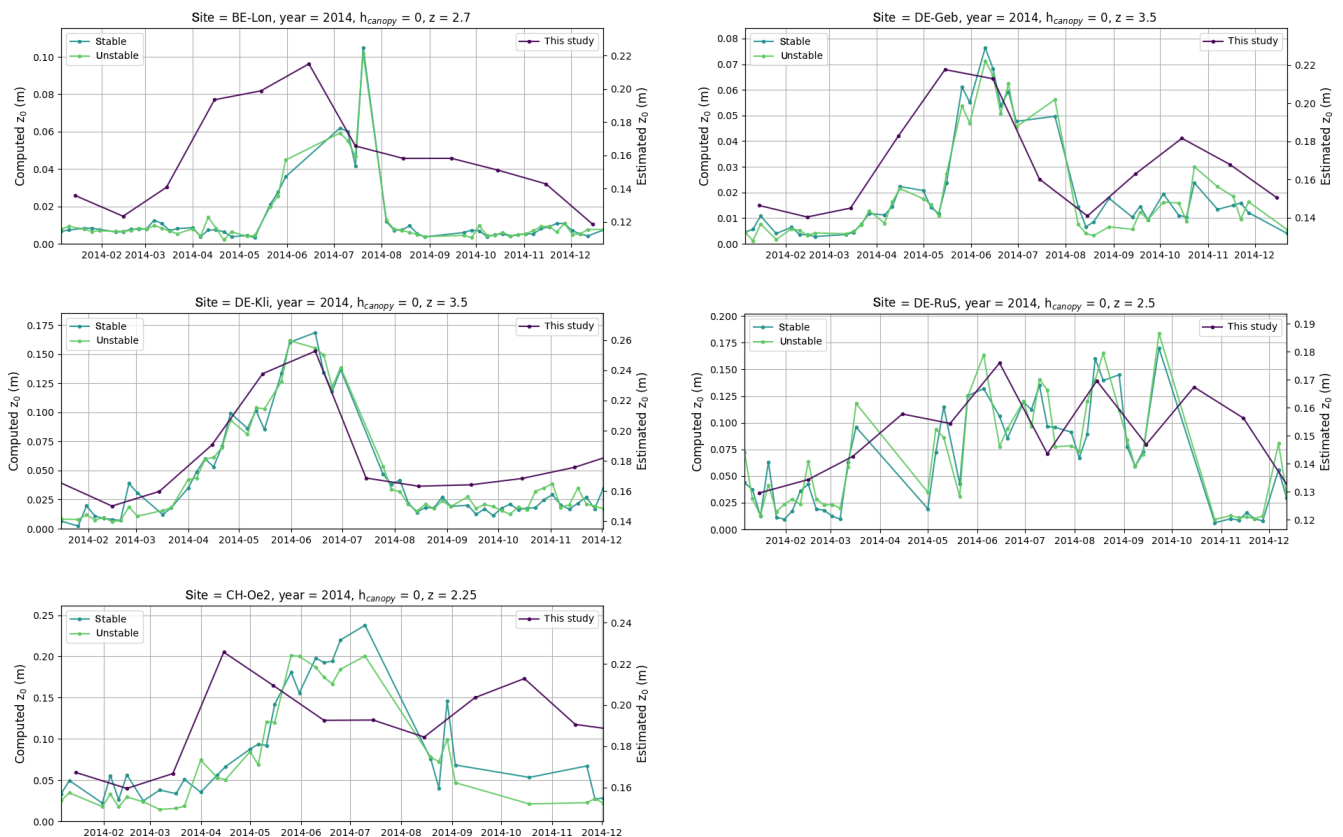 Site = BE-Lon, year = 2014, h_canopy = 0, z = 2.7
Stable
Unstable
This study
Computed z₀ (m)
0.10
0.08
0.06
0.04
0.02
0.00
Estimated z₀ (m)
0.22
0.20
0.18
0.16
0.14
0.12
2014-02 2014-03 2014-04 2014-05 2014-06 2014-07 2014-08 2014-09 2014-10 2014-11 2014-12
Site = DE-Geb, year = 2014, h_canopy = 0, z = 3.5
Stable
Unstable
This study
Computed z₀ (m)
0.08
0.07
0.06
0.05
0.04
0.03
0.02
0.01
0.00
Estimated z₀ (m)
0.22
0.20
0.18
0.16
0.14
2014-02 2014-03 2014-04 2014-05 2014-06 2014-07 2014-08 2014-09 2014-10 2014-11 2014-12
Site = DE-Kli, year = 2014, h_canopy = 0, z = 3.5
Stable
Unstable
This study
Computed z₀ (m)
0.175
0.150
0.125
0.100
0.075
0.050
0.025
0.000
Estimated z₀ (m)
0.26
0.24
0.22
0.20
0.18
0.16
0.14
2014-02 2014-03 2014-04 2014-05 2014-06 2014-07 2014-08 2014-09 2014-10 2014-11 2014-12
Site = DE-RuS, year = 2014, h_canopy = 0, z = 2.5
Stable
Unstable
This study
Computed z₀ (m)
0.200
0.175
0.150
0.125
0.100
0.075
0.050
0.025
0.000
Estimated z₀ (m)
0.19
0.18
0.17
0.16
0.15
0.14
0.13
0.12
2014-02 2014-03 2014-04 2014-05 2014-06 2014-07 2014-08 2014-09 2014-10 2014-11 2014-12
Site = CH-Oe2, year = 2014, h_canopy = 0, z = 2.25
Stable
Unstable
This study
Computed z₀ (m)
0.25
0.20
0.15
0.10
0.05
0.00
Estimated z₀ (m)
0.24
0.22
0.20
0.18
0.16
2014-02 2014-03 2014-04 2014-05 2014-06 2014-07 2014-08 2014-09 2014-10 2014-11 2014-12